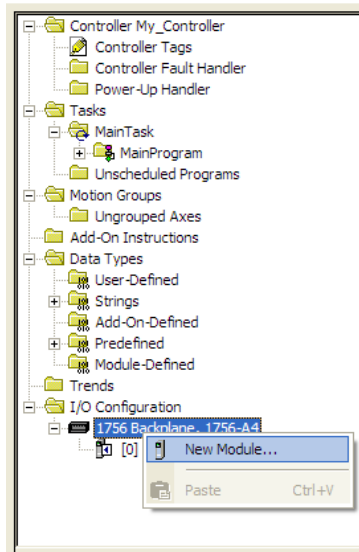 Controller My_Controller
Controller Tags
Controller Fault Handler
Power-Up Handler
Tasks
MainTask
MainProgram
Unscheduled Programs
Motion Groups
Ungrouped Axes
Add-On Instructions
Data Types
User-Defined
Strings
Add-On-Defined
Predefined
Module-Defined
Trends
I/O Configuration
1756 Backplane, 1756-A4
[0]
New Module...
Paste Ctrl+V